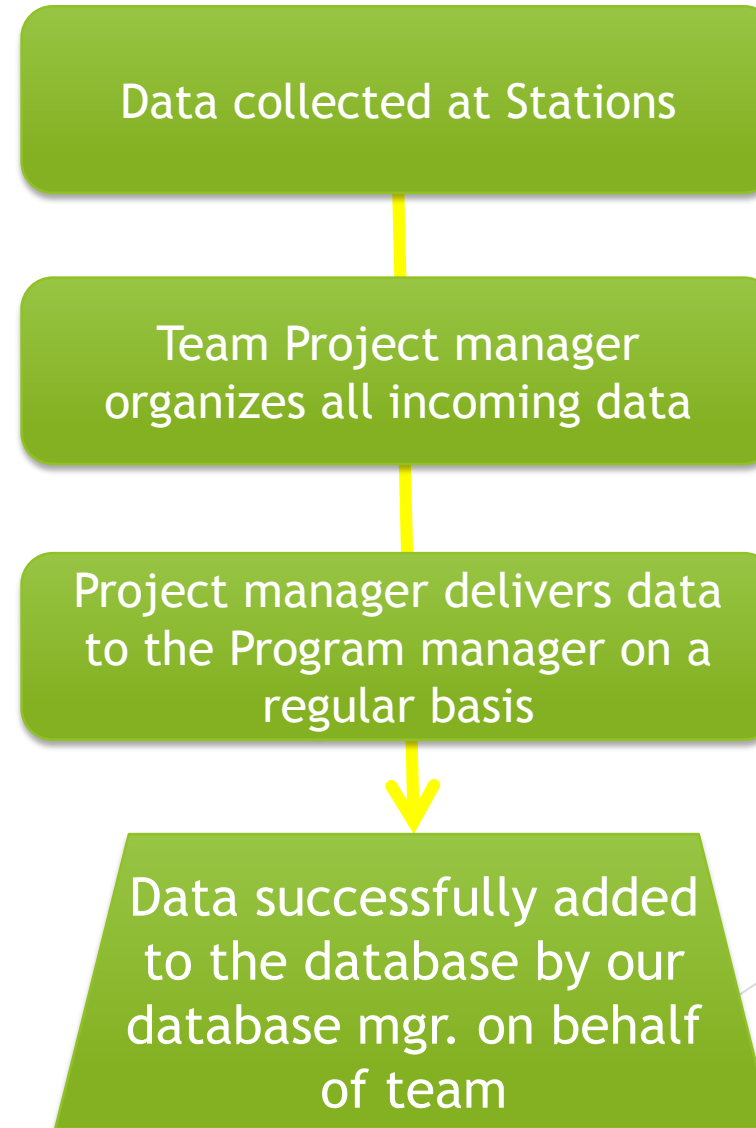 Data collected at Stations
Team Project manager
organizes all incoming data
Project manager delivers data
to the Program manager on a
regular basis
Data successfully added
to the database by our
database mgr. on behalf
of team